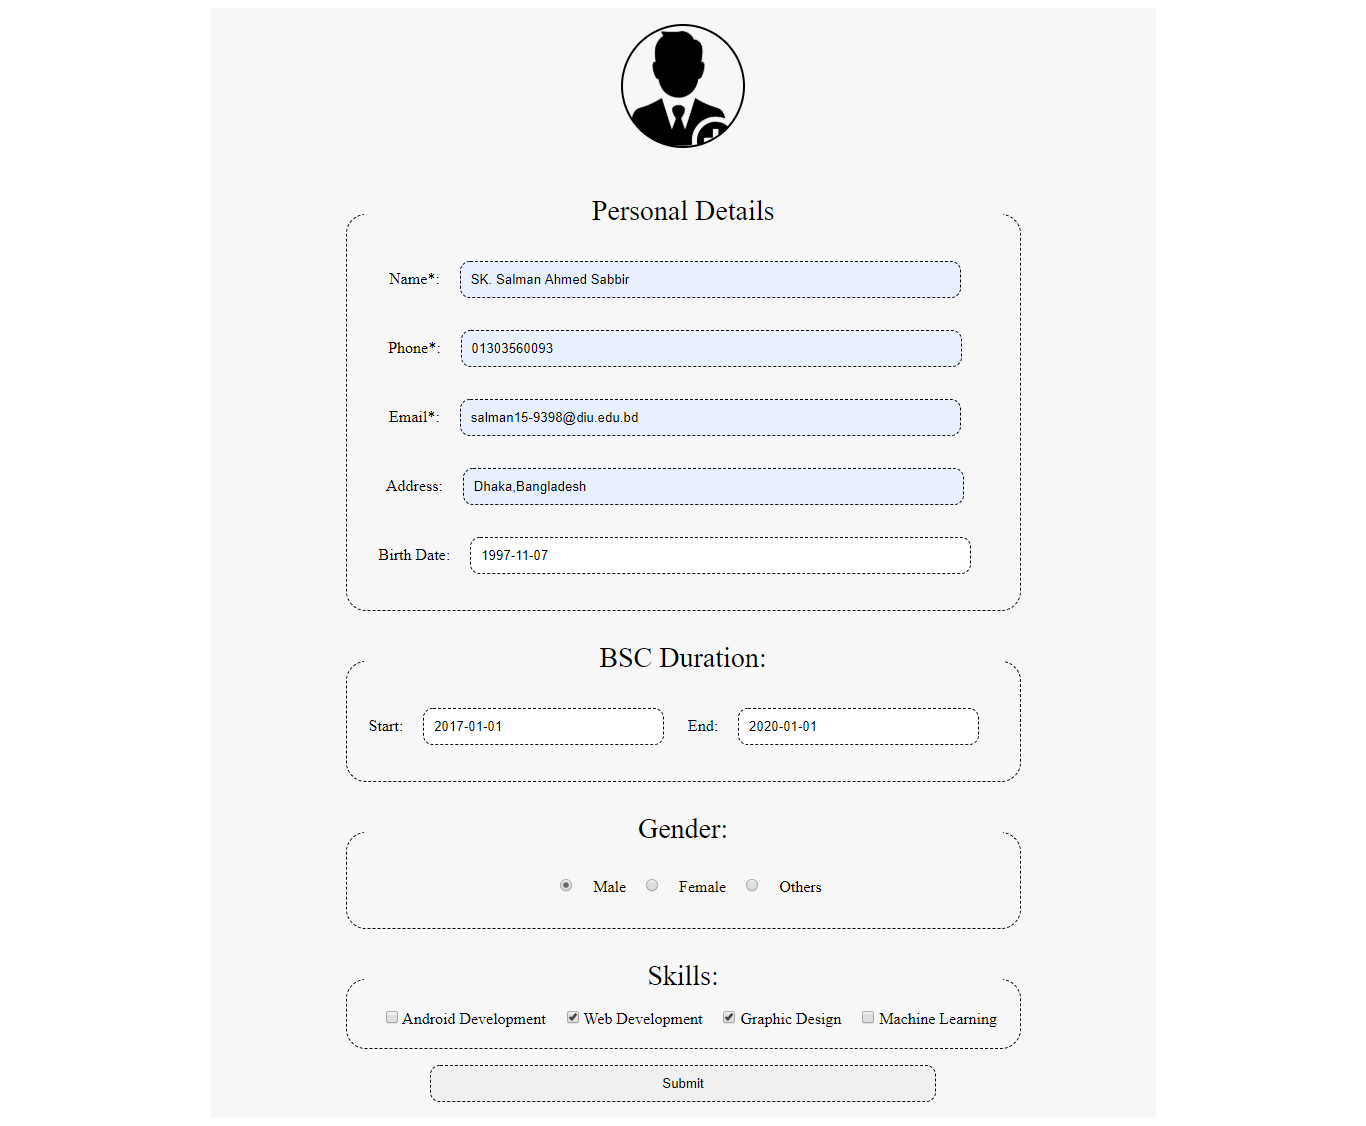 Personal Details
Name*: SK. Salman Ahmed Sabbir
Phone*: 01303560093
Email*: salman15-9398@diu.edu.bd
Address: Dhaka,Bangladesh
Birth Date: 1997-11-07
BSC Duration:
Start: 2017-01-01 End: 2020-01-01
Gender:
Male Female Others
Skills:
Android Development Web Development Graphic Design Machine Learning
Submit